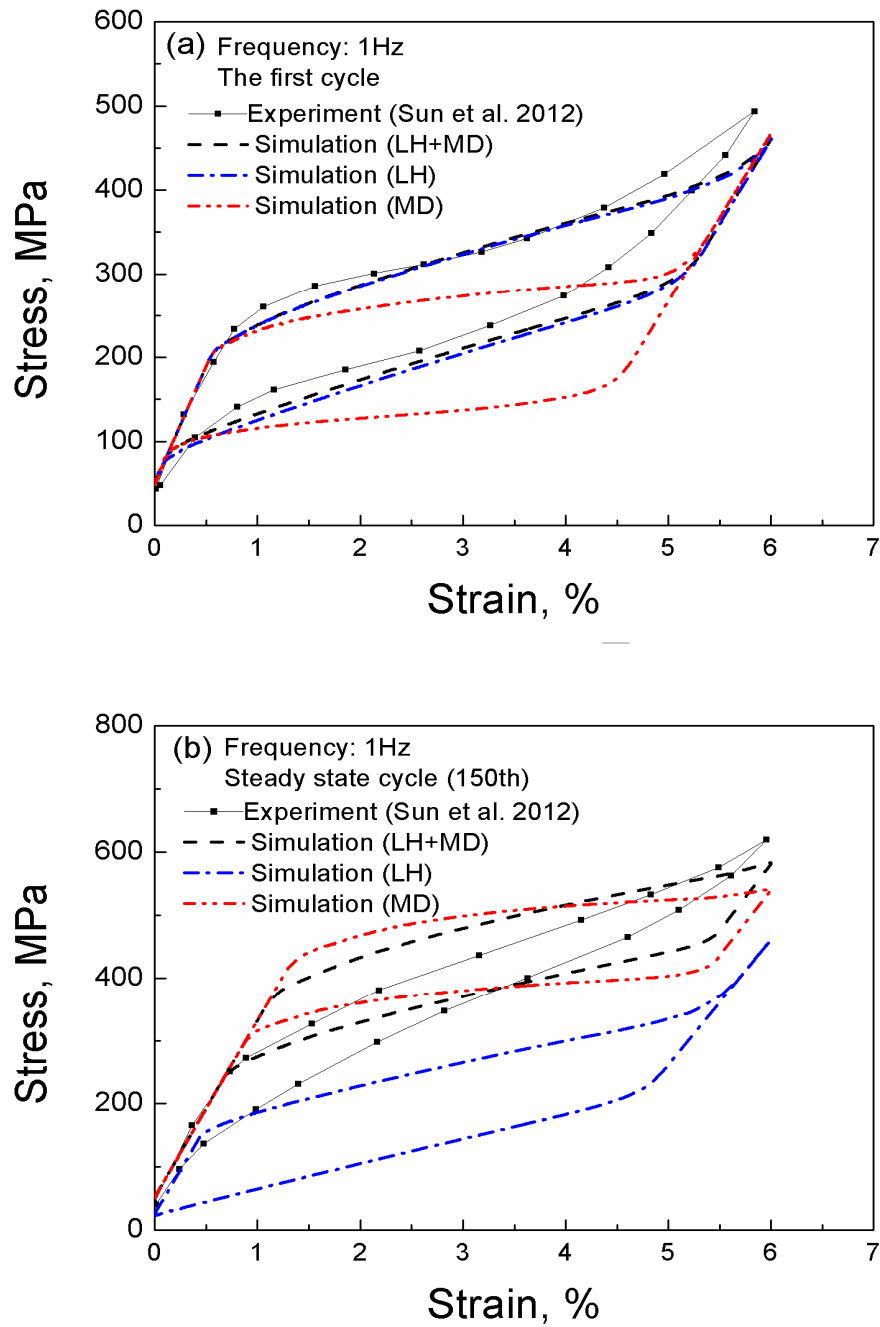 (a) Frequency: 1Hz
The first cycle
Experiment (Sun et al. 2012)
Simulation (LH+MD)
Simulation (LH)
Simulation (MD)
600
500
400
300
200
100
0
Stress, MPa
0 1 2 3 4 5 6 7
Strain, %
(b) Frequency: 1Hz
Steady state cycle (150th)
Experiment (Sun et al. 2012)
Simulation (LH+MD)
Simulation (LH)
Simulation (MD)
800
600
400
200
0
Stress, MPa
0 1 2 3 4 5 6 7
Strain, %